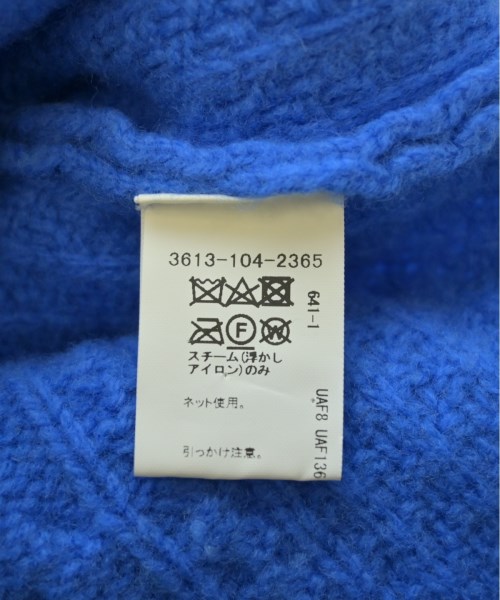 3613-104-2365
F W
スチーム(浮かし
アイロン)のみ
ネット使用。
引っかけ注意。
641-1
UAF8 UAF136